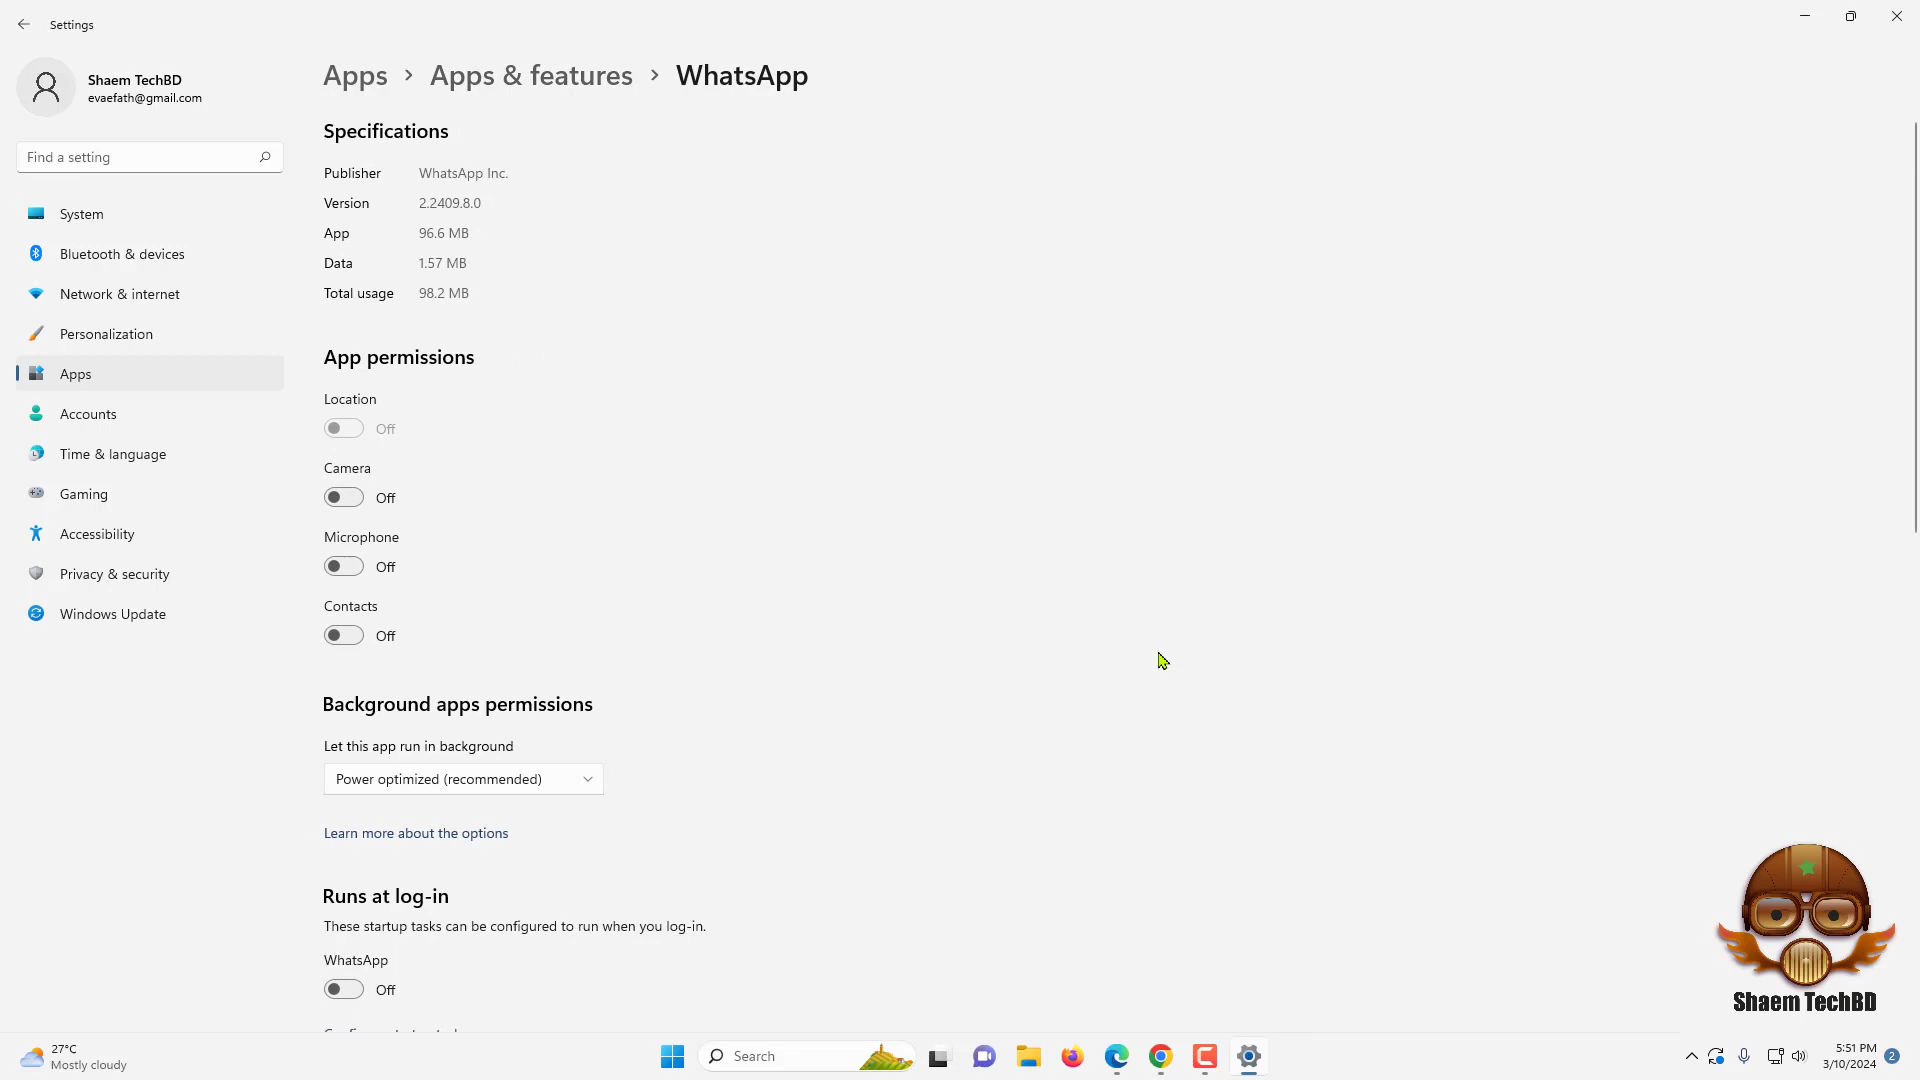 Settings
Shaem TechBD
evaefath@gmail.com
Find a setting
System
Bluetooth & devices
Network & internet
Personalization
Apps
Accounts
Time & language
Gaming
Accessibility
Privacy & security
Windows Update
Apps > Apps & features > WhatsApp
Specifications
Publisher WhatsApp Inc.
Version 2.2409.8.0
App 96.6 MB
Data 1.57 MB
Total usage 98.2 MB
App permissions
Location
Off
Camera
Off
Microphone
Off
Contacts
Off
Background apps permissions
Let this app run in background
Power optimized (recommended)
Learn more about the options
Runs at log-in
These startup tasks can be configured to run when you log-in.
WhatsApp
Off
Shaem TechBD
27°C
Mostly cloudy
Search
5:51 PM
3/10/2024
2